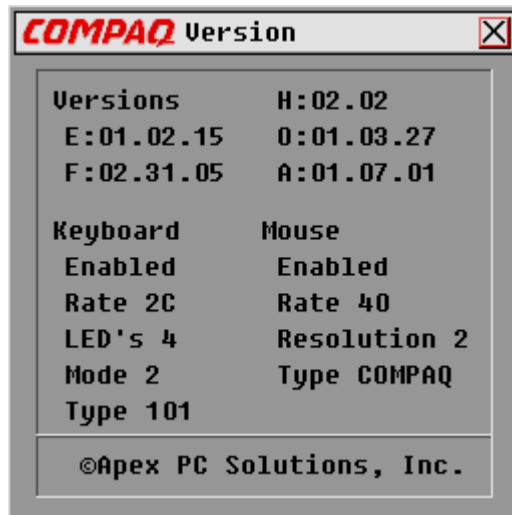 COMPAQ Version
Versions H:02.02
E:01.02.15 O:01.03.27
F:02.31.05 A:01.07.01
Keyboard Mouse
Enabled Enabled
Rate 2C Rate 40
LED's 4 Resolution 2
Mode 2 Type COMPAQ
Type 101
©Apex PC Solutions, Inc.